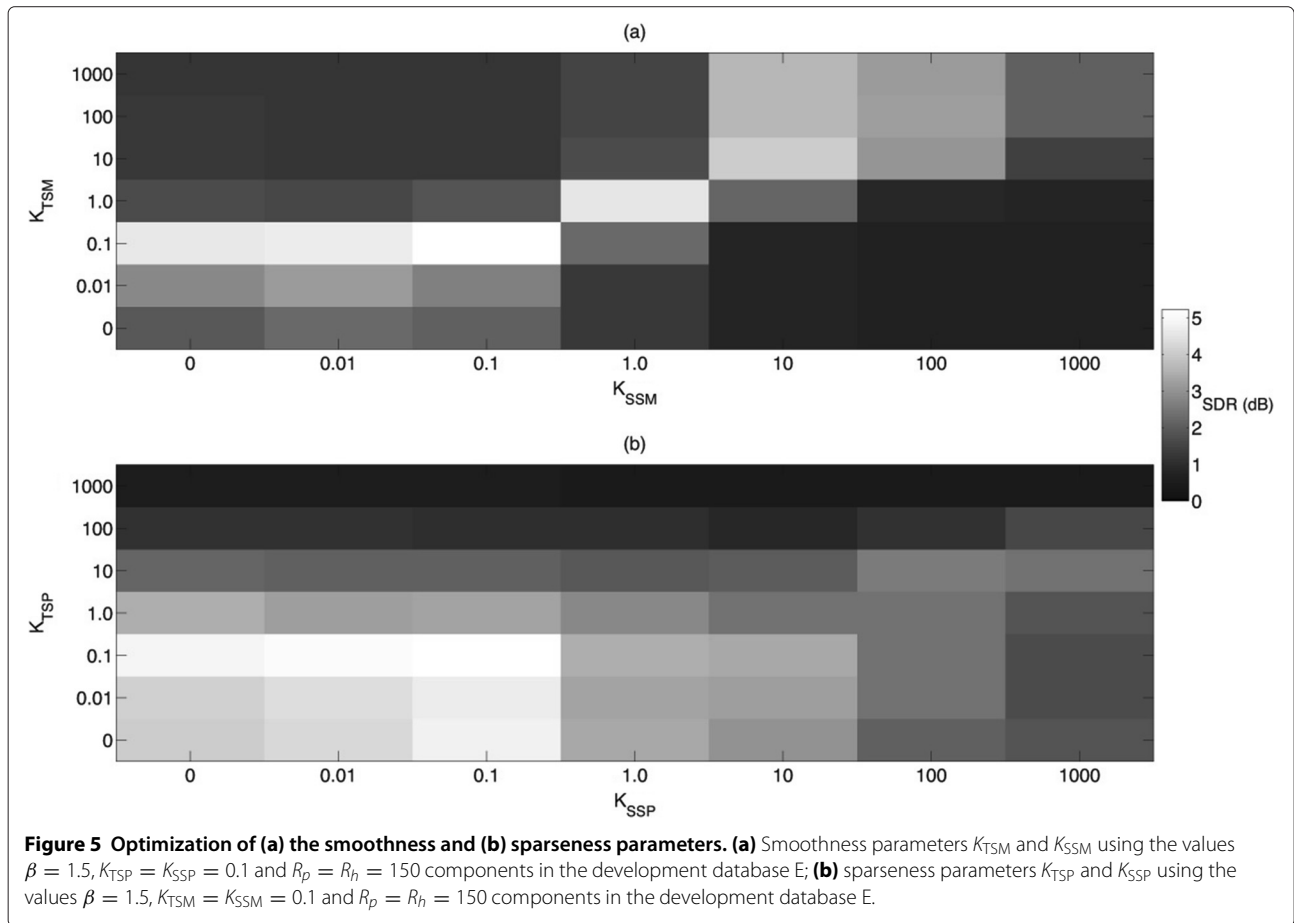 (a)
1000
100
10
1.0
0.1
0.01
0
K_TSM
0 0.01 0.1 1.0 10 100 1000
K_SSM
5
4
3
2
1
0
SDR (dB)
(b)
1000
100
10
1.0
0.1
0.01
0
K_TSP
0 0.01 0.1 1.0 10 100 1000
K_SSP
Figure 5 Optimization of (a) the smoothness and (b) sparseness parameters. (a) Smoothness parameters K_TSM and K_SSM using the values
β = 1.5, K_TSP = K_SSP = 0.1 and R_p = R_h = 150 components in the development database E; (b) sparseness parameters K_TSP and K_SSP using the
values β = 1.5, K_TSM = K_SSM = 0.1 and R_p = R_h = 150 components in the development database E.